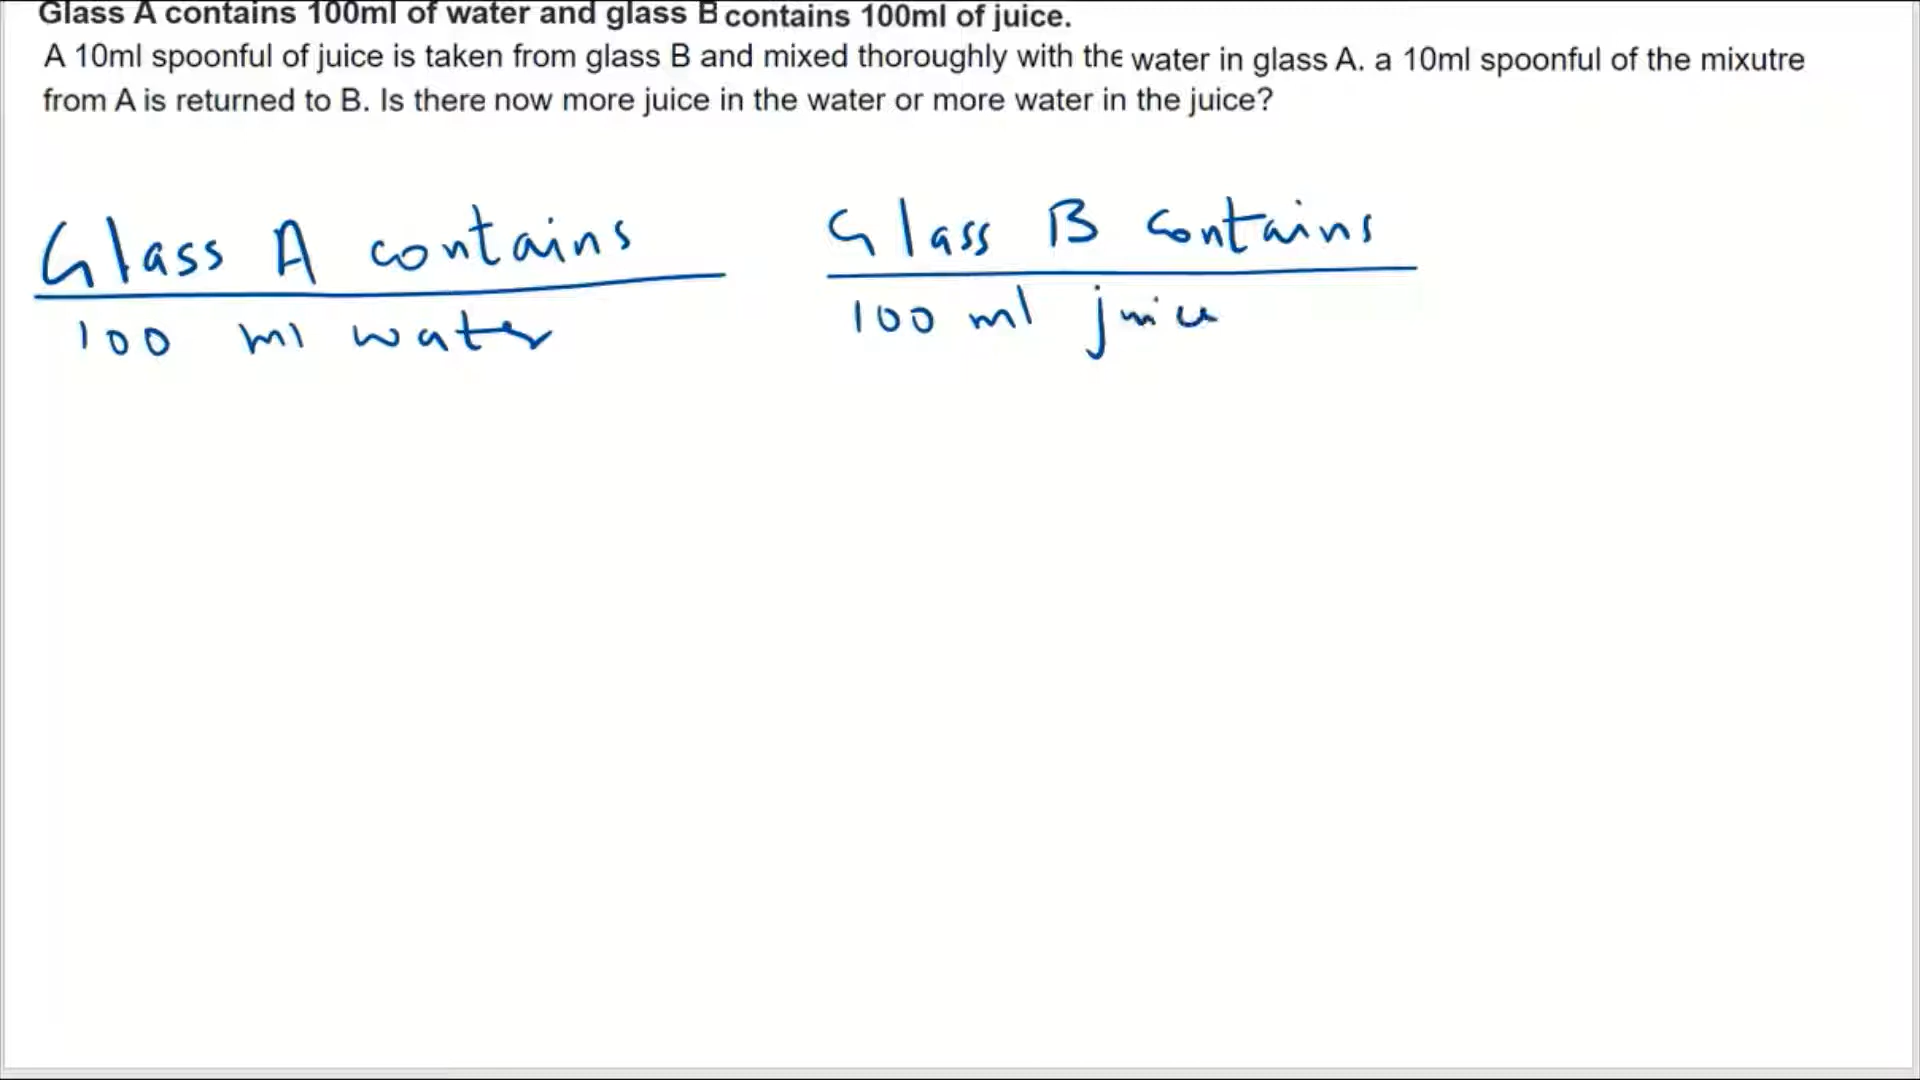 Glass A contains 100ml of water and glass B contains 100ml of juice.
A 10ml spoonful of juice is taken from glass B and mixed thoroughly with the water in glass A. a 10ml spoonful of the mixutre
from A is returned to B. Is there now more juice in the water or more water in the juice?
Glass A contains
100 ml water
Glass B contains
100 ml juice